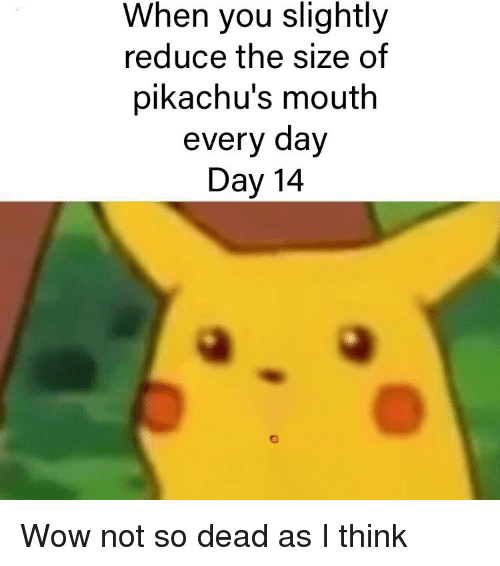 When you slightly
reduce the size of
pikachu's mouth
every day
Day 14
Wow not so dead as I think